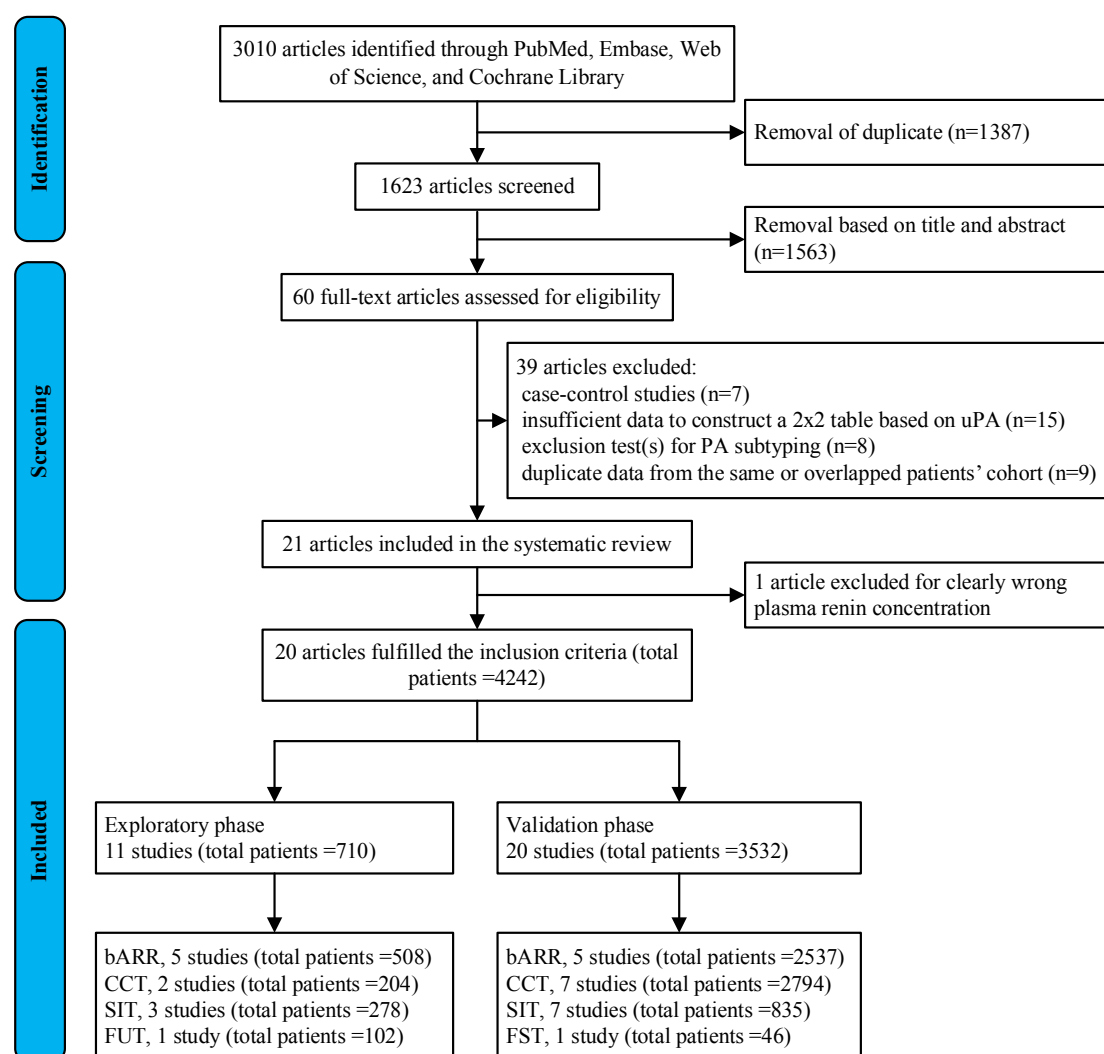 Identification
3010 articles identified through PubMed, Embase, Web
of Science, and Cochrane Library
Removal of duplicate (n=1387)
1623 articles screened
Removal based on title and abstract
(n=1563)
Screening
60 full-text articles assessed for eligibility
39 articles excluded:
case-control studies (n=7)
insufficient data to construct a 2x2 table based on uPA (n=15)
exclusion test(s) for PA subtyping (n=8)
duplicate data from the same or overlapped patients’ cohort (n=9)
21 articles included in the systematic review
1 article excluded for clearly wrong
plasma renin concentration
Included
20 articles fulfilled the inclusion criteria (total
patients =4242)
Exploratory phase
11 studies (total patients =710)
Validation phase
20 studies (total patients =3532)
bARR, 5 studies (total patients =508)
CCT, 2 studies (total patients =204)
SIT, 3 studies (total patients =278)
FUT, 1 study (total patients =102)
bARR, 5 studies (total patients =2537)
CCT, 7 studies (total patients =2794)
SIT, 7 studies (total patients =835)
FST, 1 study (total patients =46)